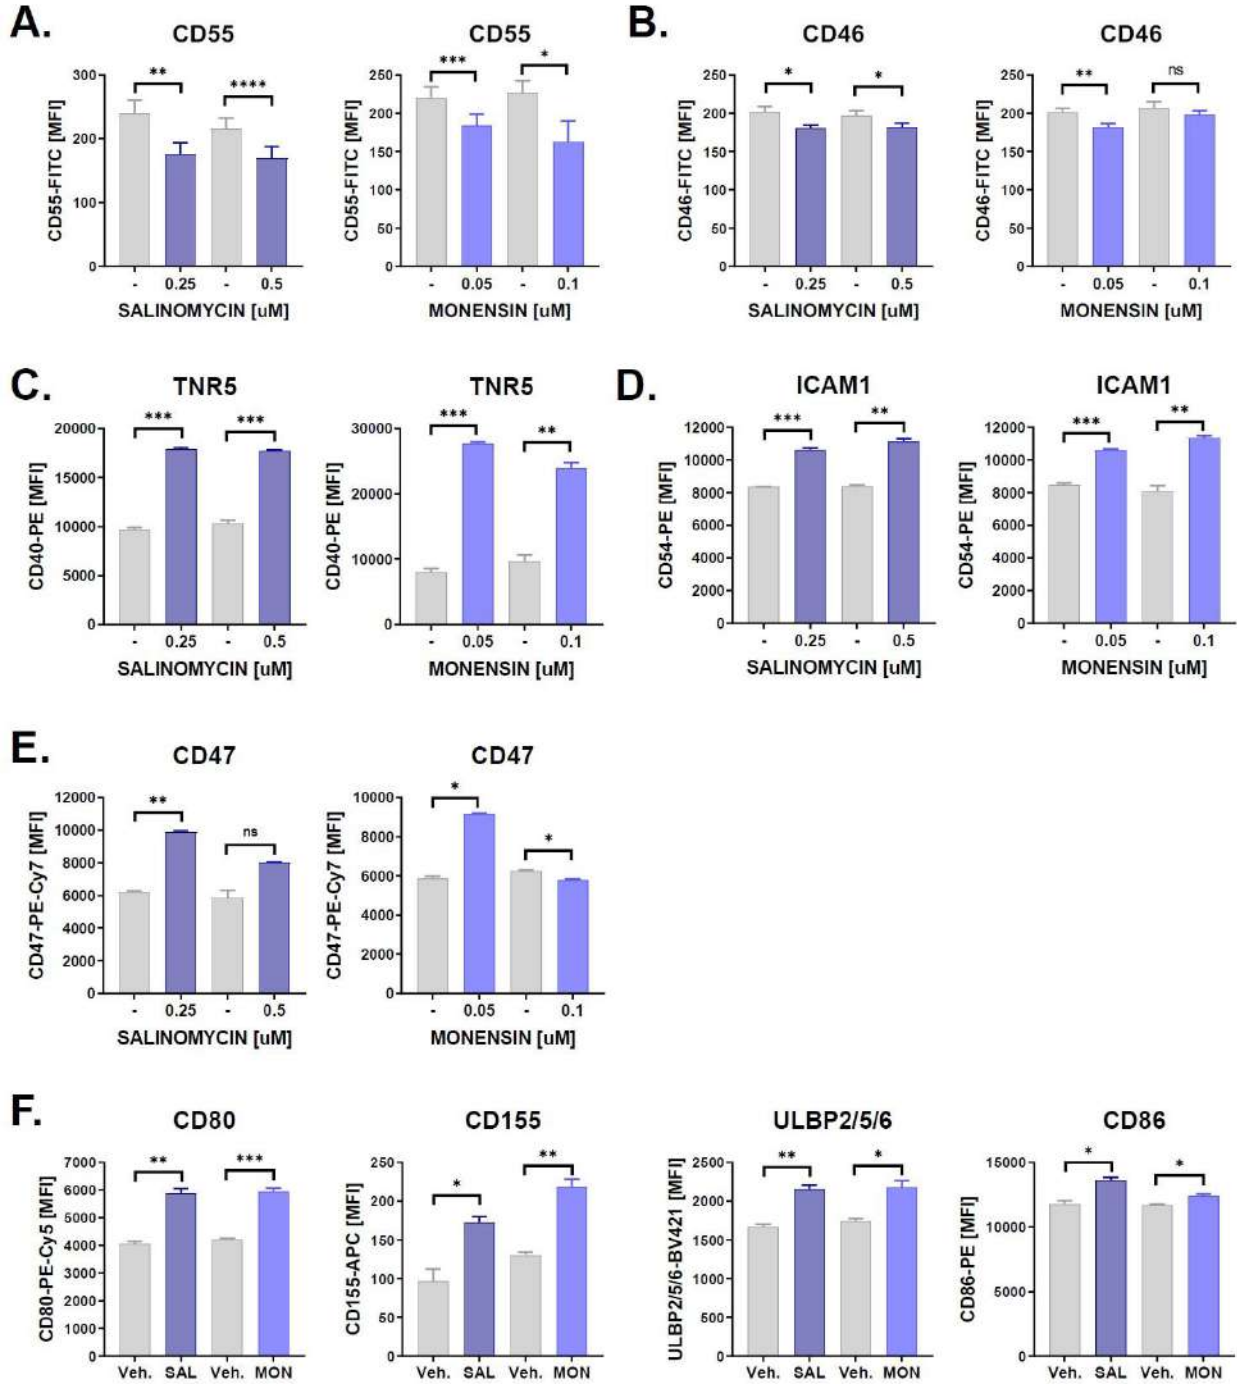 A.
CD55
CD55
B.
CD46
CD46
** ****
*** *
* *
** ns
CD55-FITC [MFI]
300
200
100
0
- 0.25 - 0.5
SALINOMYCIN [uM]
CD55-FITC [MFI]
250
200
150
100
50
0
- 0.05 - 0.1
MONENSIN [uM]
CD46-FITC [MFI]
250
200
150
100
50
0
- 0.25 - 0.5
SALINOMYCIN [uM]
CD46-FITC [MFI]
250
200
150
100
50
0
- 0.05 - 0.1
MONENSIN [uM]
C.
TNR5
TNR5
D.
ICAM1
ICAM1
*** ***
*** **
*** **
*** **
CD40-PE [MFI]
20000
15000
10000
5000
0
- 0.25 - 0.5
SALINOMYCIN [uM]
CD40-PE [MFI]
30000
20000
10000
0
- 0.05 - 0.1
MONENSIN [uM]
CD54-PE [MFI]
12000
10000
8000
6000
4000
2000
0
- 0.25 - 0.5
SALINOMYCIN [uM]
CD54-PE [MFI]
12000
10000
8000
6000
4000
2000
0
- 0.05 - 0.1
MONENSIN [uM]
E.
CD47
CD47
** ns
* *
CD47-PE-Cy7 [MFI]
12000
10000
8000
6000
4000
2000
0
- 0.25 - 0.5
SALINOMYCIN [uM]
CD47-PE-Cy7 [MFI]
10000
8000
6000
4000
2000
0
- 0.05 - 0.1
MONENSIN [uM]
F.
CD80
CD155
ULBP2/5/6
CD86
** ***
* **
** *
* *
CD80-PE-Cy5 [MFI]
7000
6000
5000
4000
3000
2000
1000
0
Veh. SAL Veh. MON
CD155-APC [MFI]
250
200
150
100
50
0
Veh. SAL Veh. MON
ULBP2/5/6-BV421 [MFI]
2500
2000
1500
1000
500
0
Veh. SAL Veh. MON
CD86-PE [MFI]
15000
10000
5000
0
Veh. SAL Veh. MON